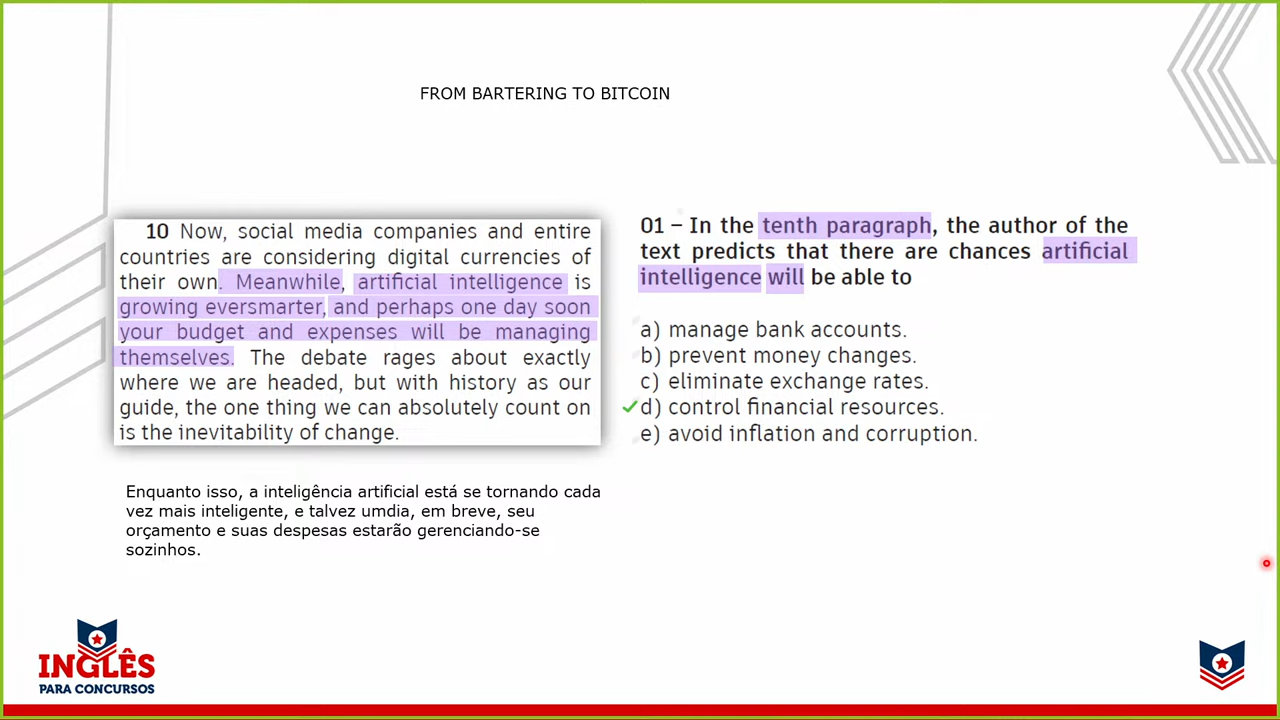 FROM BARTERING TO BITCOIN
10 Now, social media companies and entire
countries are considering digital currencies of
their own. Meanwhile, artificial intelligence is
growing eversmarter, and perhaps one day soon
your budget and expenses will be managing
themselves. The debate rages about exactly
where we are headed, but with history as our
guide, the one thing we can absolutely count on
is the inevitability of change.
Enquanto isso, a inteligência artificial está se tornando cada
vez mais inteligente, e talvez umdia, em breve, seu
orçamento e suas despesas estarão gerenciando-se
sozinhos.
01 – In the tenth paragraph, the author of the
text predicts that there are chances artificial
intelligence will be able to
a) manage bank accounts.
b) prevent money changes.
c) eliminate exchange rates.
d) control financial resources.
e) avoid inflation and corruption.
INGLÊS
PARA CONCURSOS